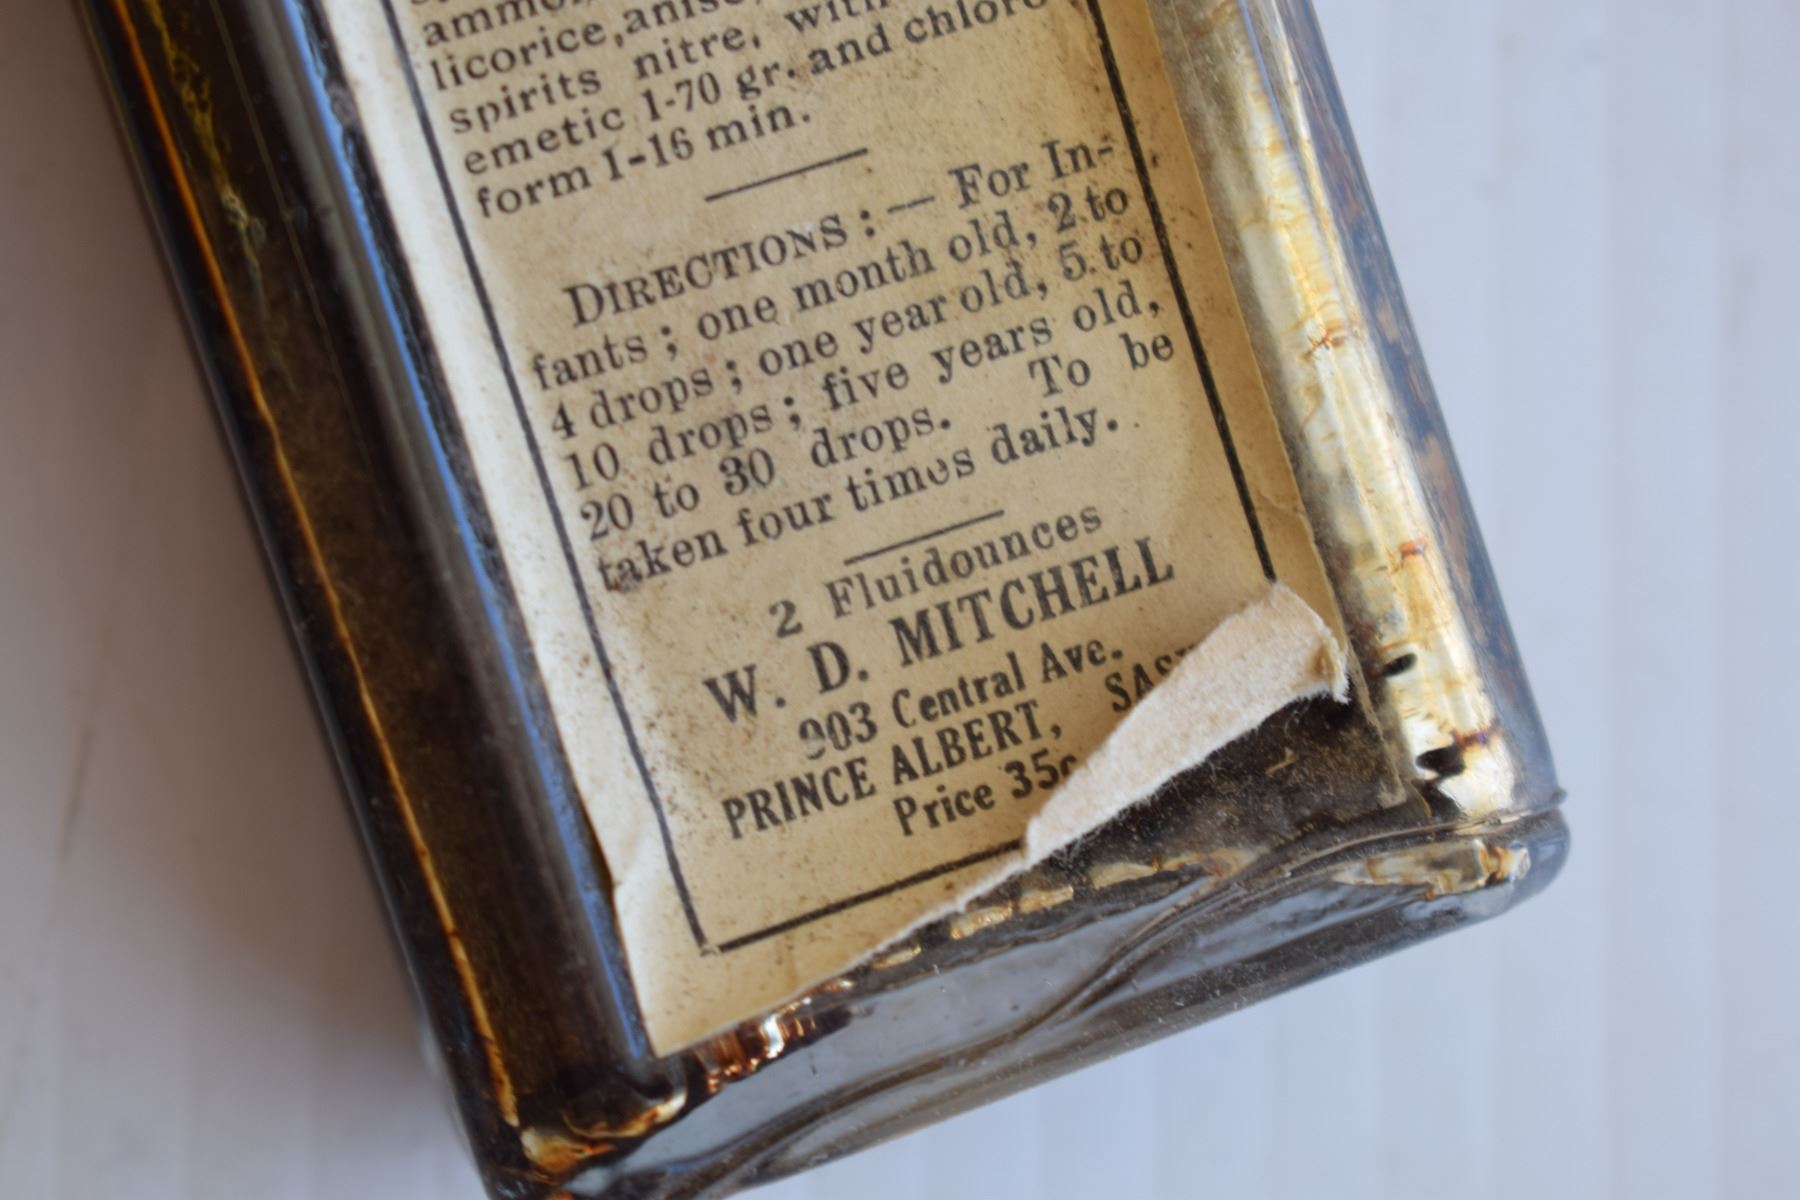 licorice, anise,
spirits nitre, with
emetic 1-70 gr. and chloro
form 1-16 min.
DIRECTIONS :— For In-
fants ; one month old, 2 to
4 drops ; one year old, 5 to
10 drops ; five years old,
20 to 30 drops. To be
taken four times daily.
2 Fluidounces
W. D. MITCHELL
903 Central Ave.
PRINCE ALBERT, SAS
Price 35c